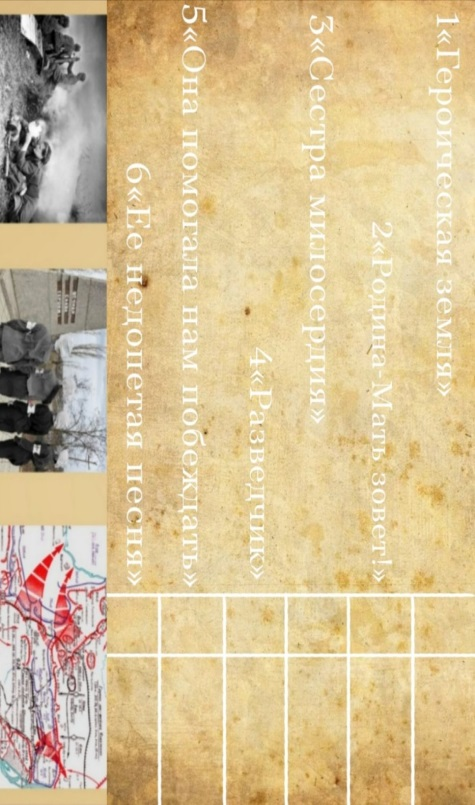 1«Героическая земля»
2«Родина-Мать зовет!»
3«Сестра милосердия»
4«Разведчик»
5«Она помогала нам побеждать»
6«Ее недопетая песня»